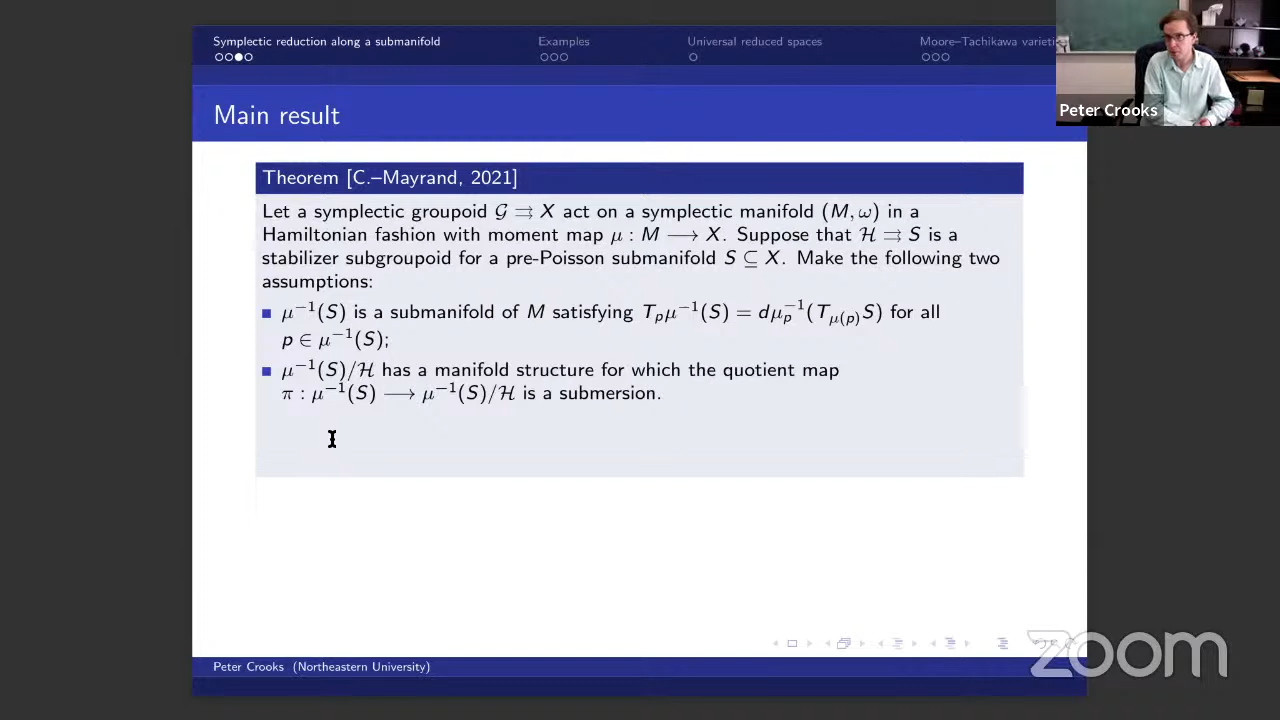 Symplectic reduction along a submanifold
Examples
Universal reduced spaces
Moore–Tachikawa varieti
Main result
Theorem [C.–Mayrand, 2021]
Let a symplectic groupoid 𝒢 ⇉ X act on a symplectic manifold (M, ω) in a
Hamiltonian fashion with moment map μ : M ⟶ X. Suppose that ℋ ⇉ S is a
stabilizer subgroupoid for a pre-Poisson submanifold S ⊆ X. Make the following two
assumptions:
■ μ⁻¹(S) is a submanifold of M satisfying T_pμ⁻¹(S) = dμ_p⁻¹(T_{μ(p)}S) for all
p ∈ μ⁻¹(S);
■ μ⁻¹(S)/ℋ has a manifold structure for which the quotient map
π : μ⁻¹(S) ⟶ μ⁻¹(S)/ℋ is a submersion.
Peter Crooks (Northeastern University)
Peter Crooks
zoom